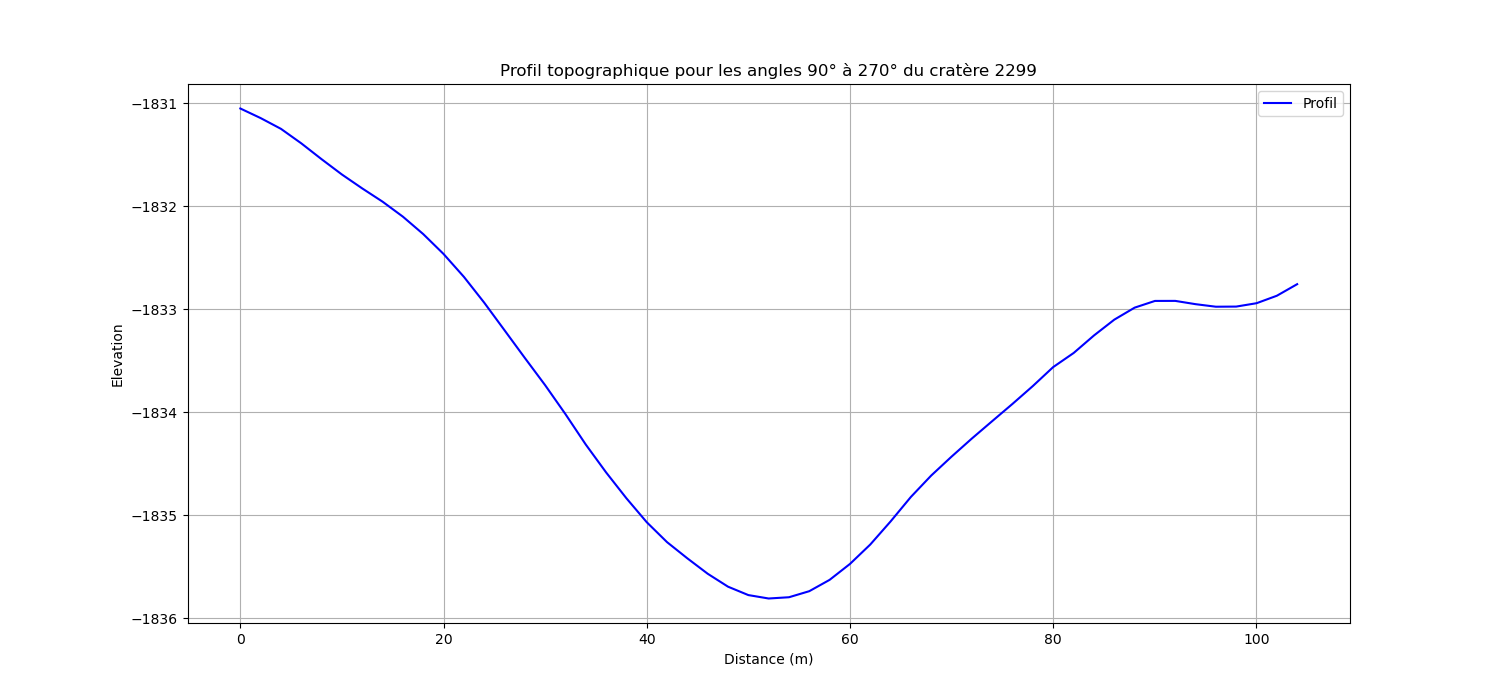 Profil topographique pour les angles 90° à 270° du cratère 2299
Profil
Elevation
−1831
−1832
−1833
−1834
−1835
−1836
0 20 40 60 80 100
Distance (m)